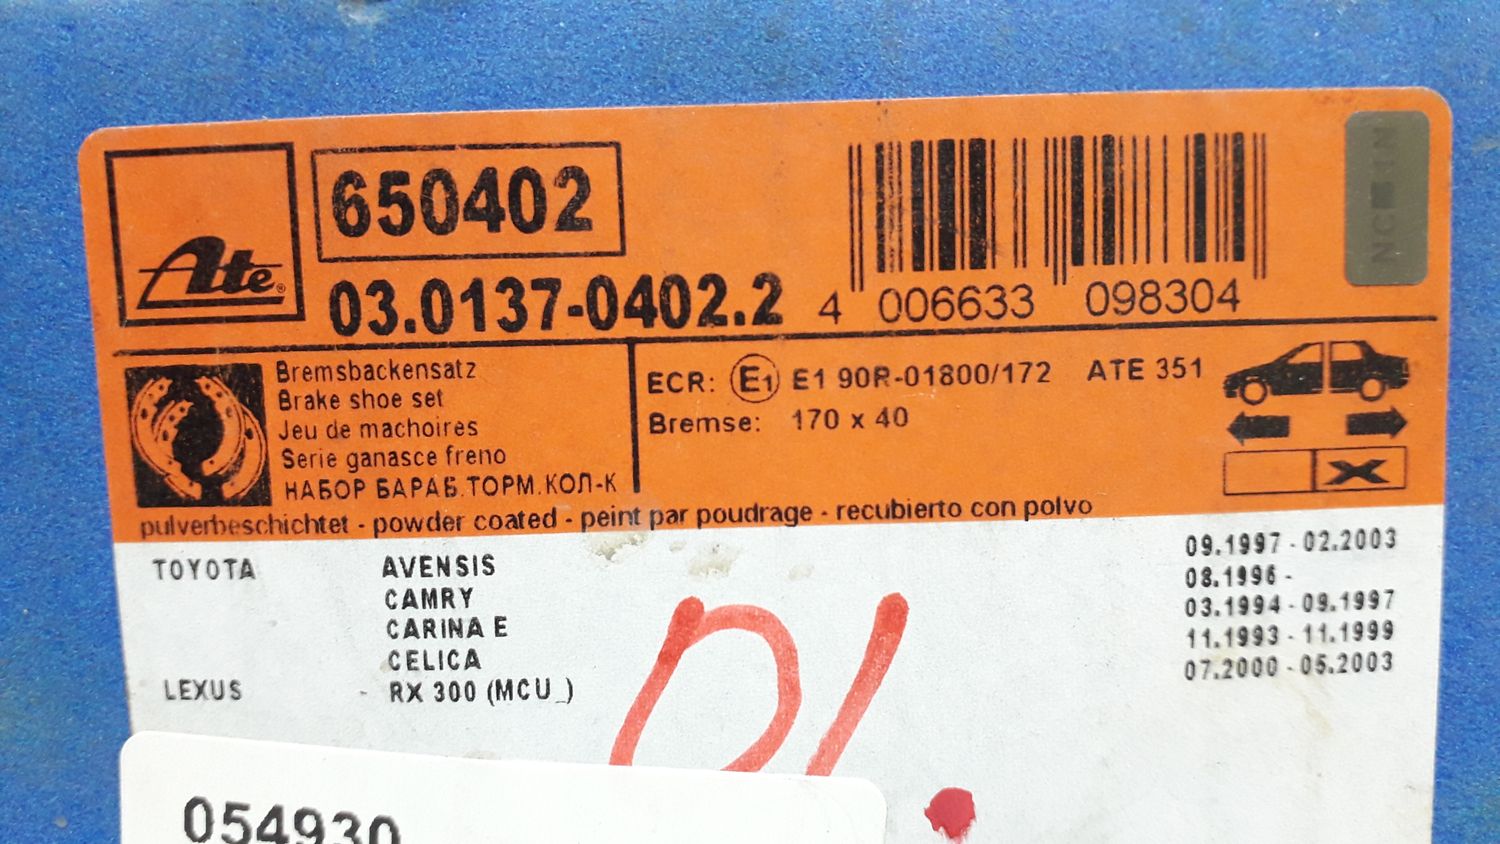 Ate®
650402
03.0137-0402.2
4 006633 098304
Bremsbackensatz
Brake shoe set
Jeu de machoires
Serie ganasce freno
НАБОР БАРАБ.ТОРМ.КОЛ-К
ECR: E1 E1 90R-01800/172 ATE 351
Bremse: 170 x 40
X
pulverbeschichtet - powder coated - peint par poudrage - recubierto con polvo
TOYOTA AVENSIS 09.1997 - 02.2003
CAMRY 08.1996 -
CARINA E 03.1994 - 09.1997
CELICA 11.1993 - 11.1999
LEXUS - RX 300 (MCU_) 07.2000 - 05.2003
054930